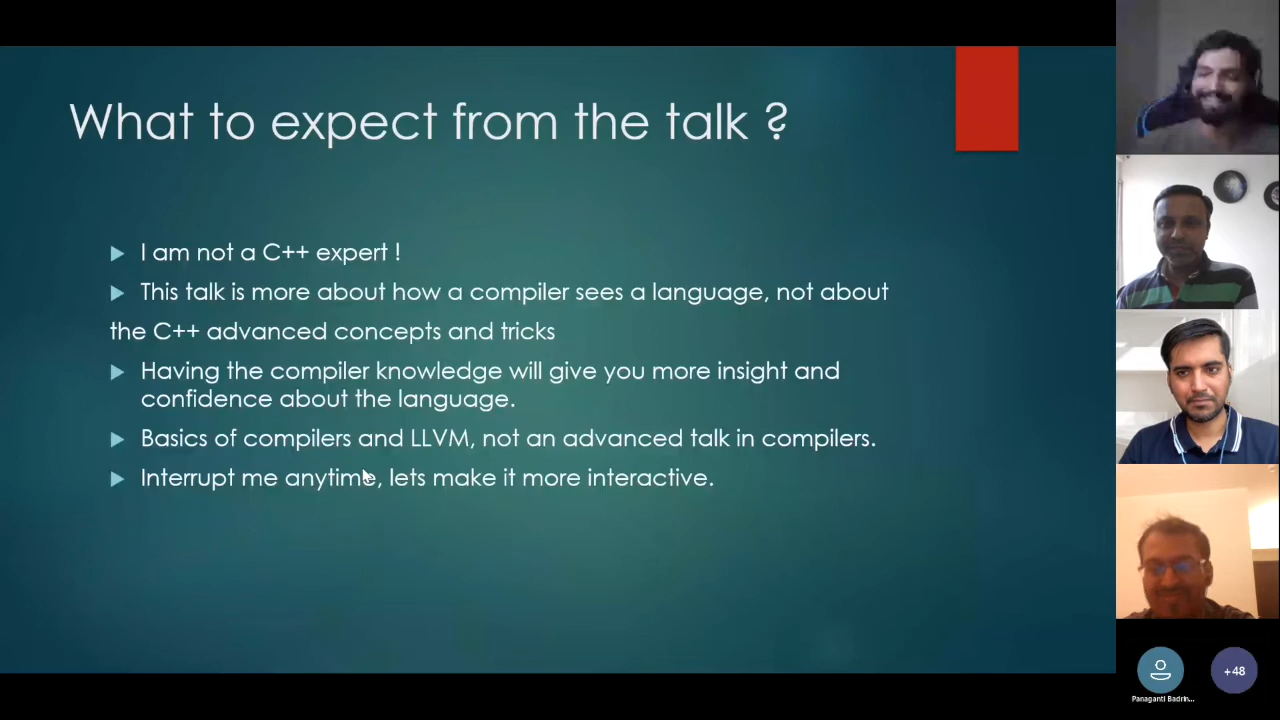 What to expect from the talk ?
I am not a C++ expert !
This talk is more about how a compiler sees a language, not about
the C++ advanced concepts and tricks
Having the compiler knowledge will give you more insight and
confidence about the language.
Basics of compilers and LLVM, not an advanced talk in compilers.
Interrupt me anytime, lets make it more interactive.
Panaganti Badrin...
+48